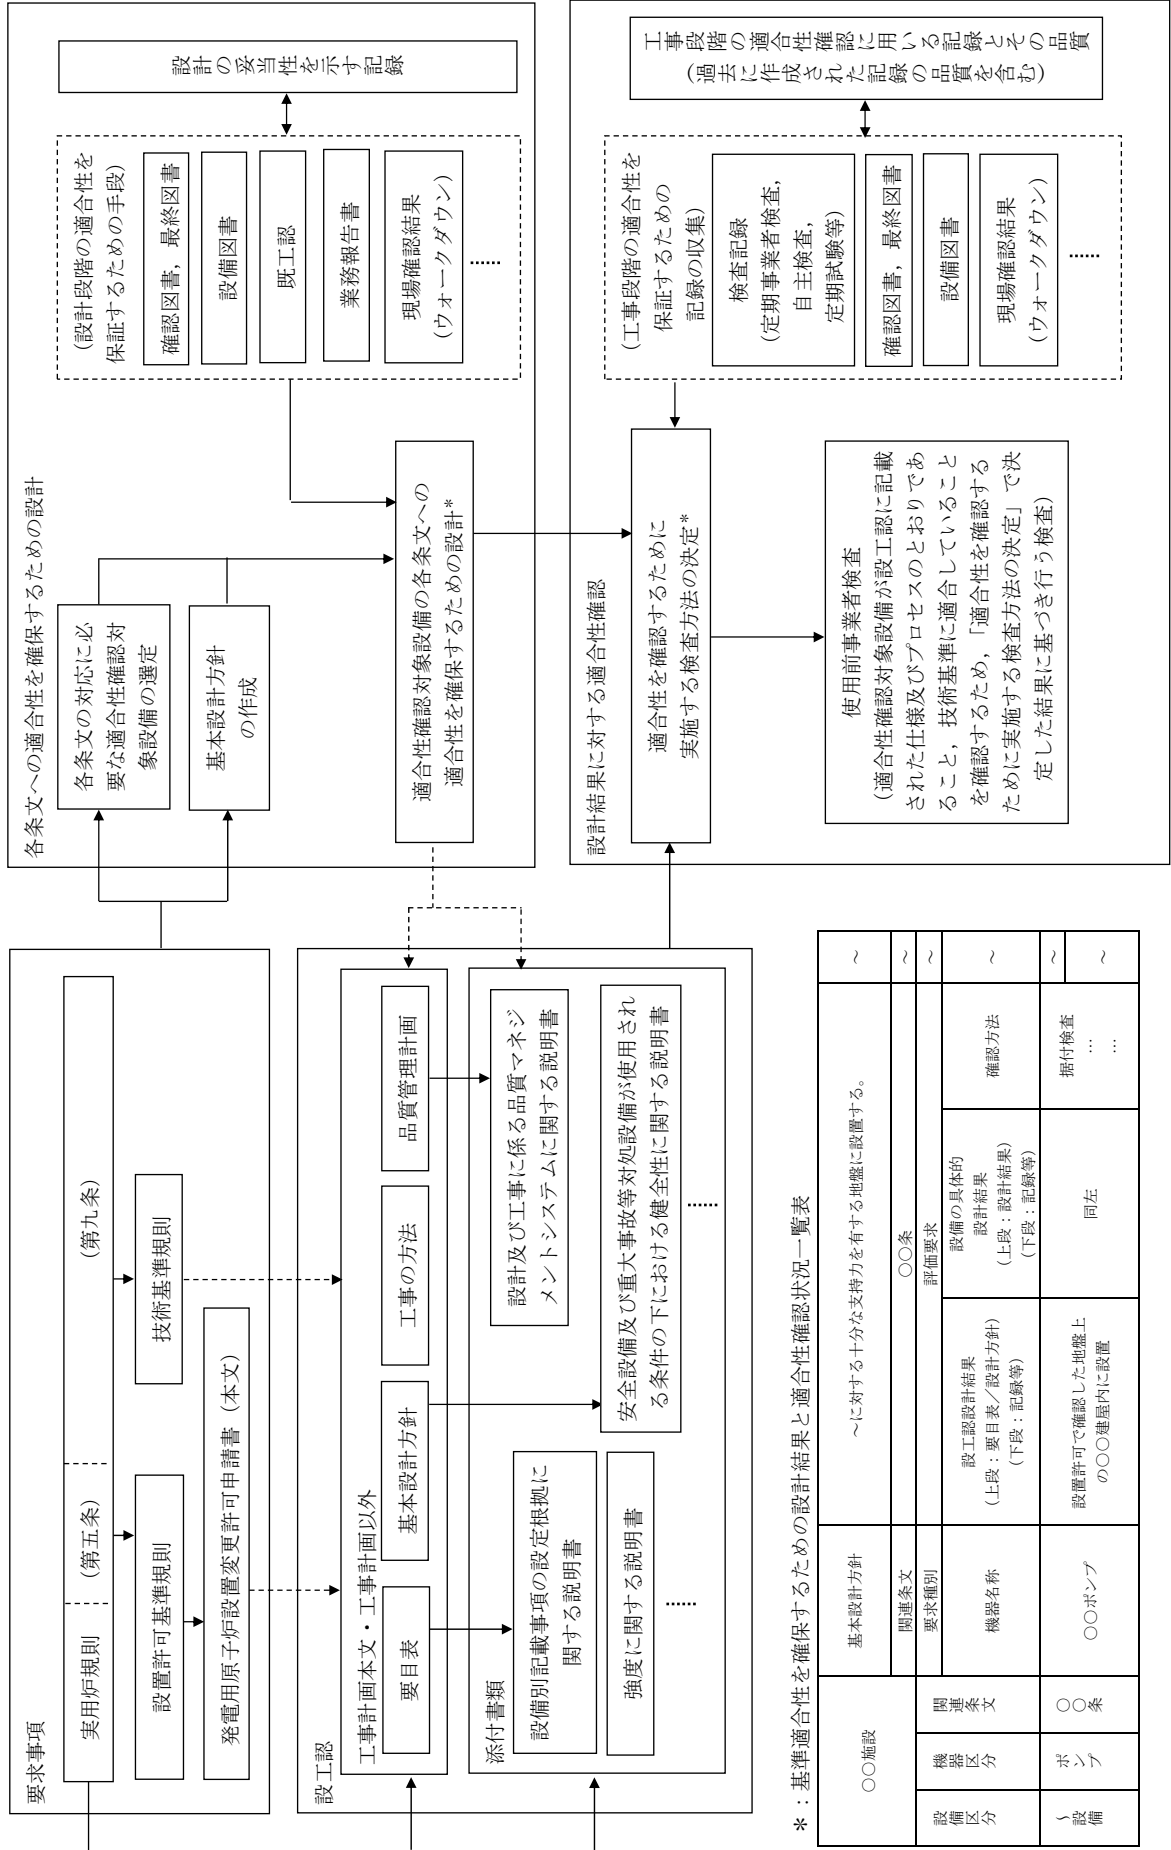 要求事項
実用炉規則
(第五条)
(第九条)
設置許可基準規則
技術基準規則
発電用原子炉設置変更許可申請書（本文）
設工認
工事計画本文・工事計画以外
要目表
基本設計方針
工事の方法
品質管理計画
添付書類
設備別記載事項の設定根拠に
関する説明書
設計及び工事に係る品質マネジ
メントシステムに関する説明書
強度に関する説明書
安全設備及び重大事故等対処設備が使用され
る条件の下における健全性に関する説明書
……
……
各条文への適合性を確保するための設計
各条文の対応に必
要な適合性確認対
象設備の選定
基本設計方針
の作成
適合性確認対象設備の各条文への
適合性を確保するための設計*
(設計段階の適合性を
保証するための手段)
確認図書，最終図書
設備図書
既工認
業務報告書
現場確認結果
(ウォークダウン)
……
設計の妥当性を示す記録
設計結果に対する適合性確認
適合性を確認するために
実施する検査方法の決定*
使用前事業者検査
(適合性確認対象設備が設工認に記載
された仕様及びプロセスのとおりであ
ること，技術基準に適合していること
を確認するため，「適合性を確認する
ために実施する検査方法の決定」で決
定した結果に基づき行う検査)
(工事段階の適合性を
保証するための
記録の収集)
検査記録
(定期事業者検査，
自主検査，
定期試験等)
確認図書，最終図書
設備図書
現場確認結果
(ウォークダウン)
……
工事段階の適合性確認に用いる記録とその品質
(過去に作成された記録の品質を含む)
*：基準適合性を確保するための設計結果と適合性確認状況一覧表
○○施設
基本設計方針
～に対する十分な支持力を有する地盤に設置する。
～
関連条文
○○条
～
要求種別
評価要求
～
設備
区分
機器
区分
関連
条文
機器名称
設工認設計結果
(上段：要目表／設計方針)
(下段：記録等)
設備の具体的
設計結果
(上段：設計結果)
(下段：記録等)
確認方法
～
～
設備
ポンプ
○○条
○○ポンプ
設置許可で確認した地盤上
の○○建屋内に設置
同左
据付検査
…
…
～
～